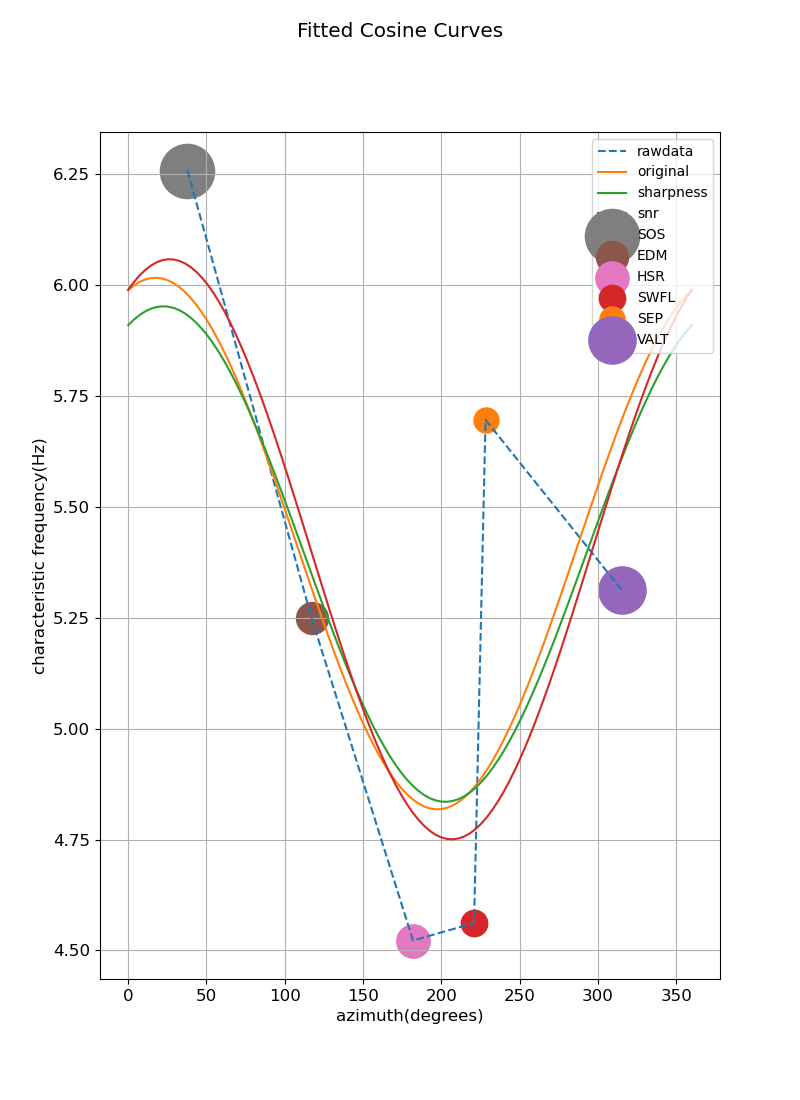 Fitted Cosine Curves
rawdata
original
sharpness
snr
SOS
EDM
HSR
SWFL
SEP
VALT
6.25
6.00
5.75
5.50
5.25
5.00
4.75
4.50
characteristic frequency(Hz)
0 50 100 150 200 250 300 350
azimuth(degrees)